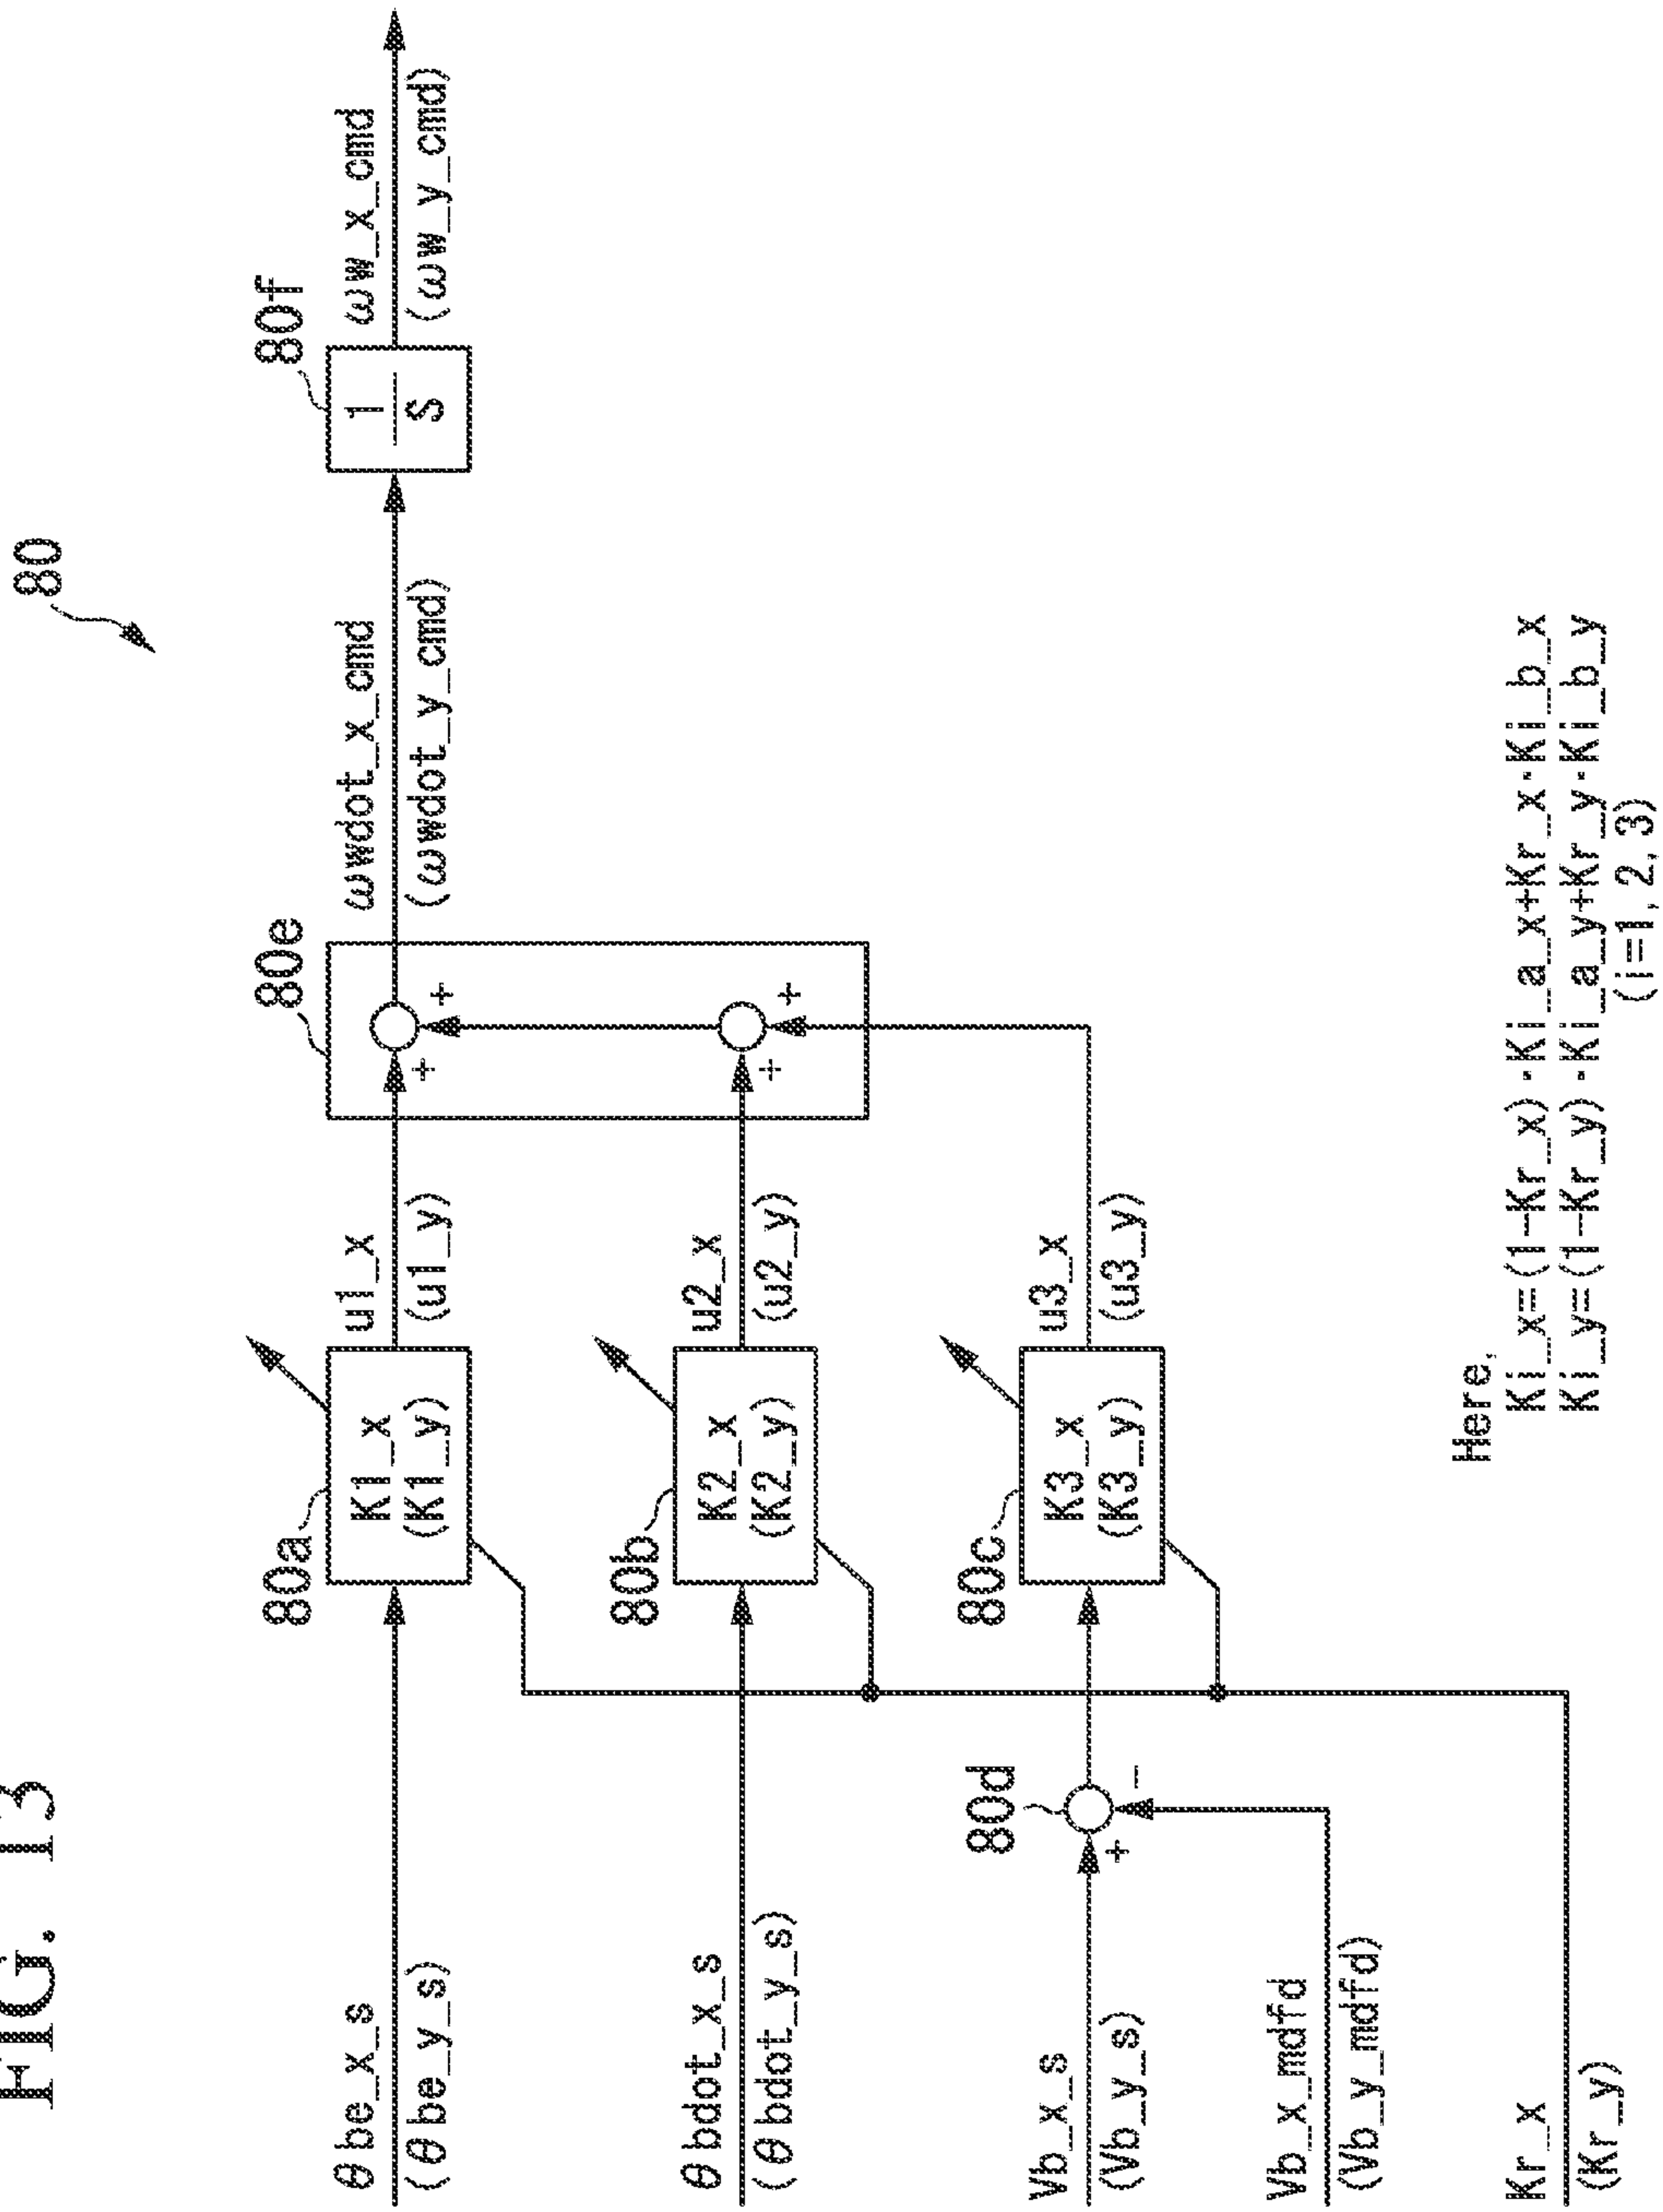 FIG. 13
80
θbe_x_s
(θbe_y_s)
80a
K1_x
(K1_y)
u1_x
(u1_y)
80e
+
+
ωwdot_x_cmd
(ωwdot_y_cmd)
80f
1
S
ωw_x_cmd
(ωw_y_cmd)
θbdot_x_s
(θbdot_y_s)
80b
K2_x
(K2_y)
u2_x
(u2_y)
+
+
Vb_x_s
(Vb_y_s)
80d
+
-
80c
K3_x
(K3_y)
u3_x
(u3_y)
Vb_x_mdfd
(Vb_y_mdfd)
Kr_x
(Kr_y)
Here,
Ki_x=(1-Kr_x)·Ki_a_x+Kr_x·Ki_b_x
Ki_y=(1-Kr_y)·Ki_a_y+Kr_y·Ki_b_y
(i=1,2,3)